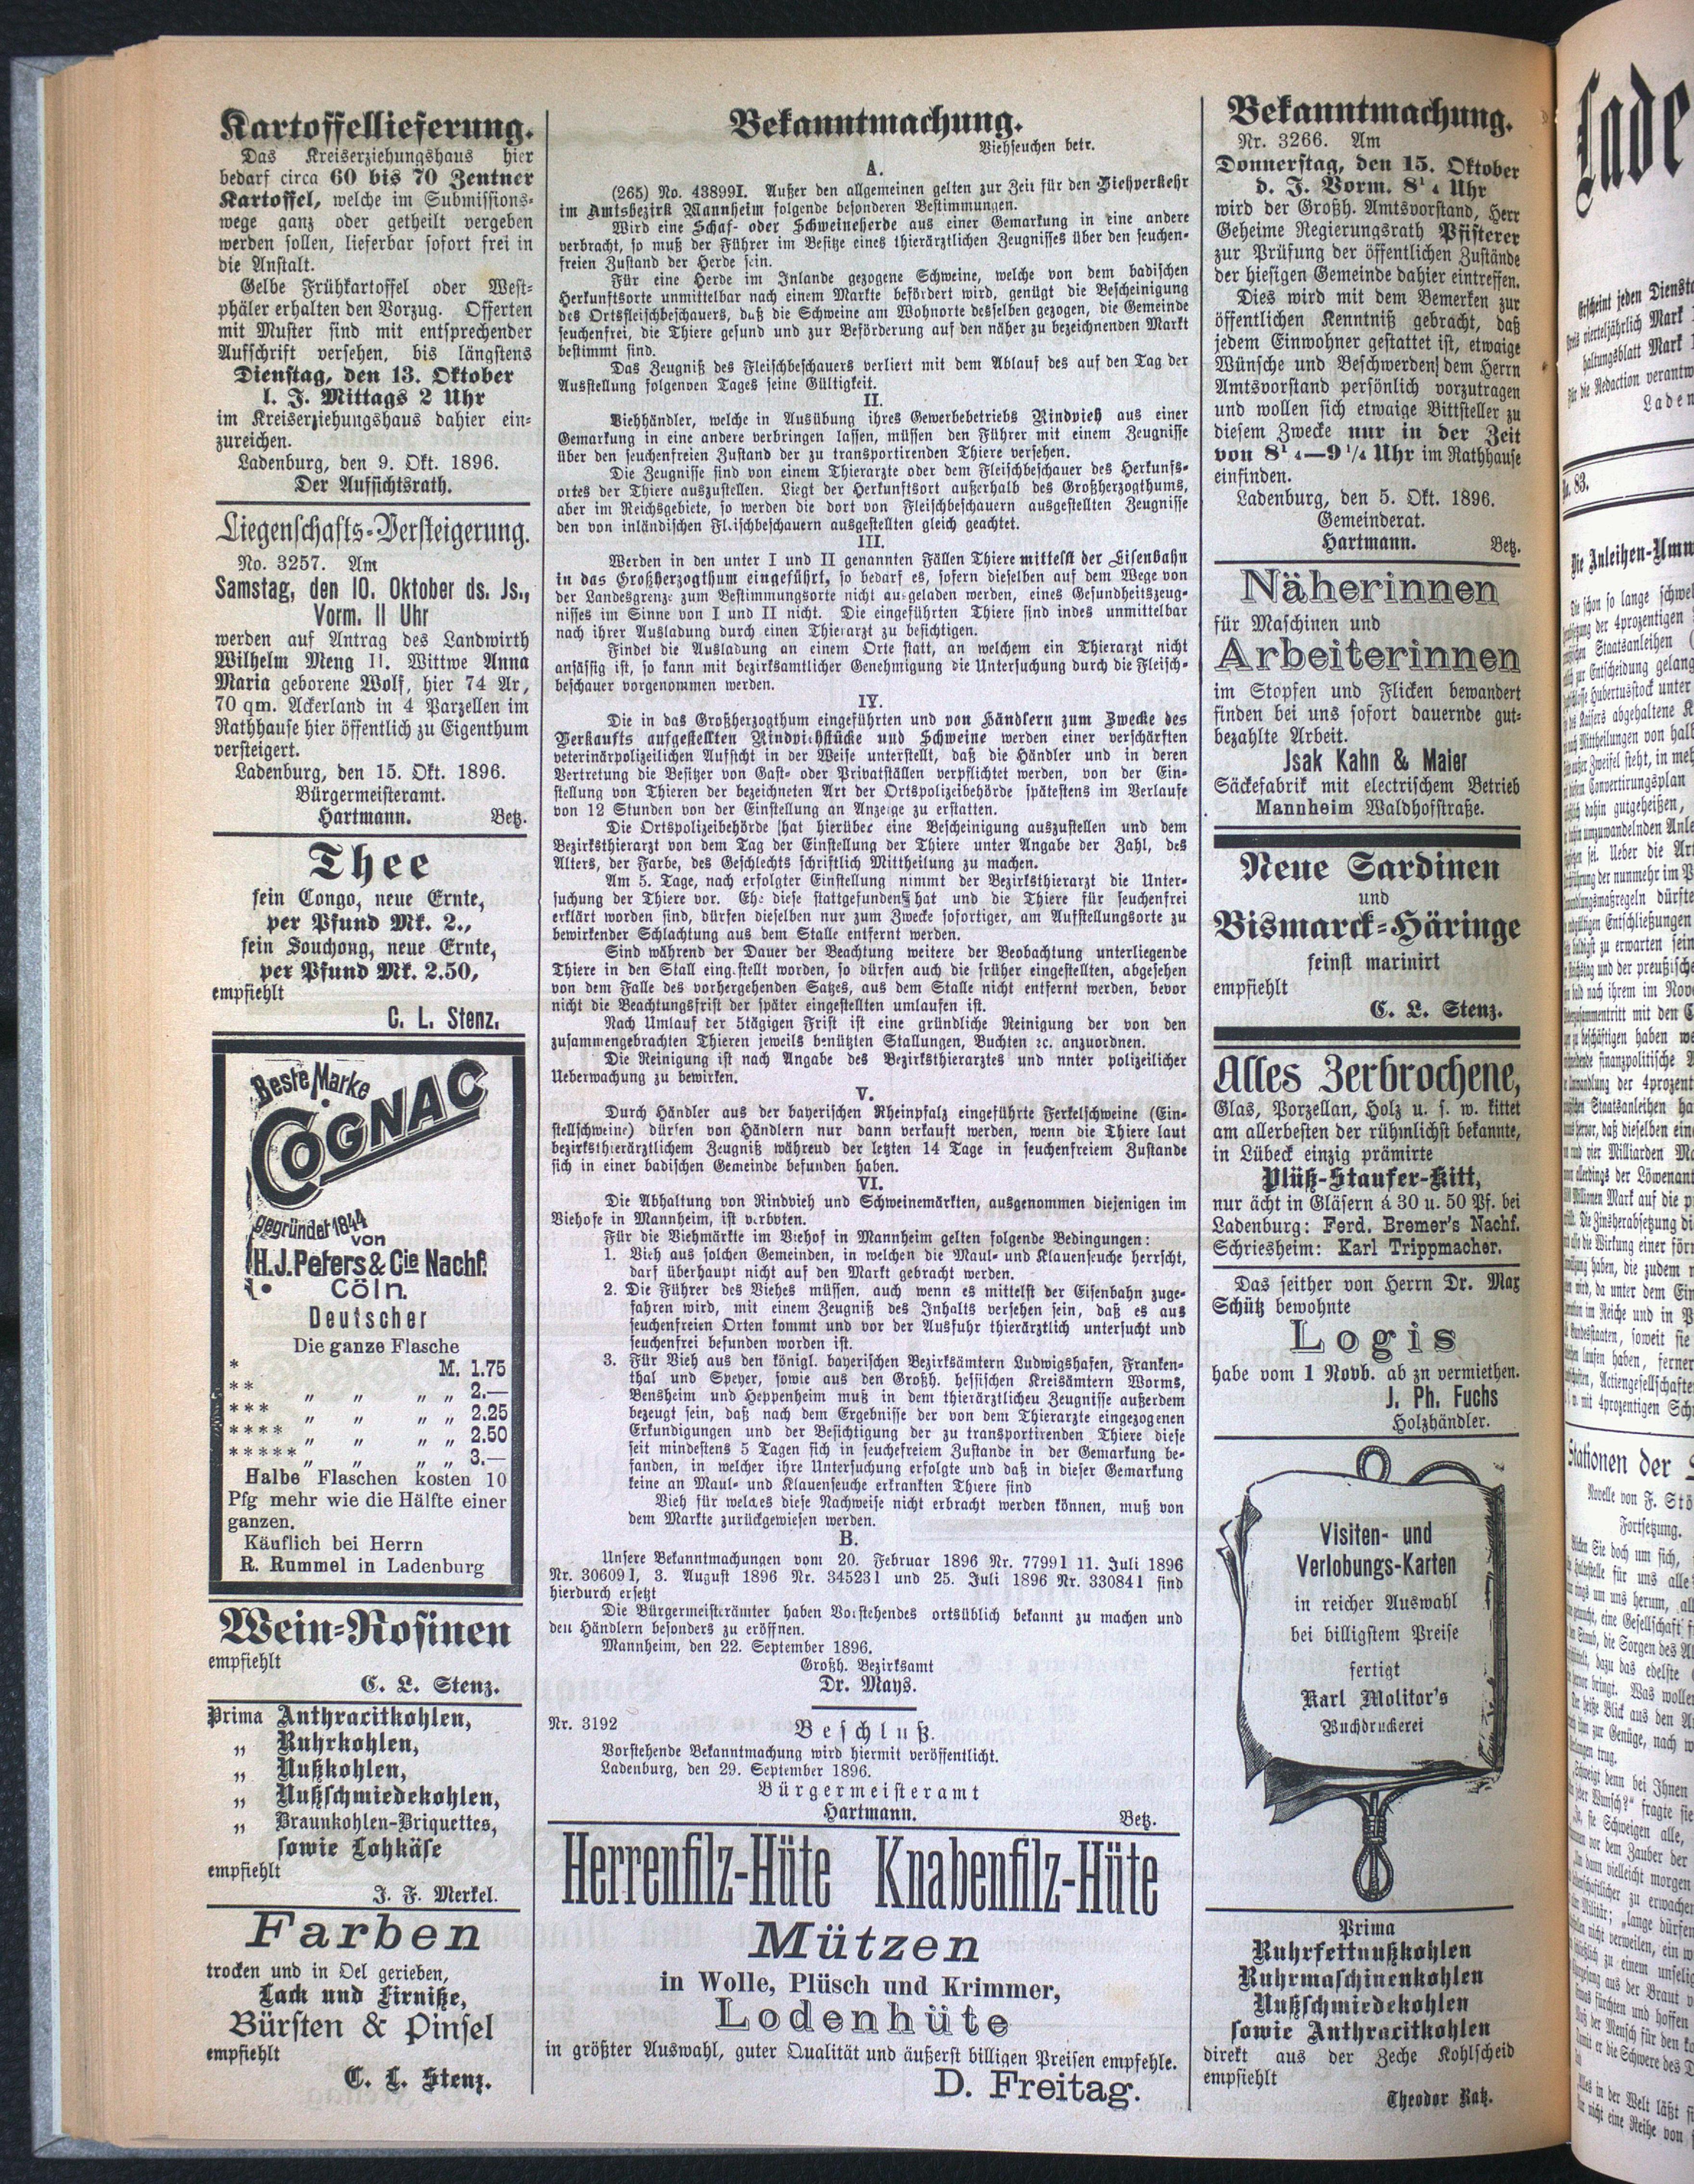 Kartoffellieferung.
Das Kreiserziehungshaus hier
bedarf circa 60 bis 70 Zentner
Kartoffel, welche im Submissions-
wege ganz oder getheilt vergeben
werden sollen, lieferbar sofort frei in
die Anstalt.
Gelbe Frühkartoffel oder West-
phäler erhalten den Vorzug. Offerten
mit Muster sind mit entsprechender
Aufschrift versehen, bis längstens
Dienstag, den 13. Oktober
l. J. Mittags 2 Uhr
im Kreiserziehungshaus dahier ein-
zureichen.
Ladenburg, den 9. Okt. 1896.
Der Aufsichtsrath.
Liegenschafts-Versteigerung.
No. 3257. Am
Samstag, den 10. Oktober ds. Js.,
Vorm. 11 Uhr
werden auf Antrag des Landwirth
Wilhelm Meng II. Wittwe Anna
Maria geborene Wolf, hier 74 Ar,
70 qm. Ackerland in 4 Parzellen im
Rathhause hier öffentlich zu Eigenthum
versteigert.
Ladenburg, den 15. Okt. 1896.
Bürgermeisteramt.
Hartmann. Betz.
Thee
fein Congo, neue Ernte,
per Pfund Mk. 2.,
fein Souchong, neue Ernte,
per Pfund Mk. 2.50,
empfiehlt
C. L. Stenz.
Beste Marke
COGNAC
gegründet 1844
von
H. J. Peters & Cie Nachf.
Cöln.
Deutscher
Die ganze Flasche
* M. 1.75
** „ „ „ „ 2.—
*** „ „ „ „ 2.25
**** „ „ „ „ 2.50
***** „ „ „ „ 3.—
Halbe Flaschen kosten 10
Pfg mehr wie die Hälfte einer
ganzen.
Käuflich bei Herrn
R. Rummel in Ladenburg
Wein-Rosinen
empfiehlt
C. L. Stenz.
Prima Anthracitkohlen,
„ Ruhrkohlen,
„ Nußkohlen,
„ Nußschmiedekohlen,
„ Braunkohlen-Briquettes,
sowie Lohkäse
empfiehlt
J. F. Merkel.
Farben
trocken und in Oel gerieben,
Lack und Firniße,
Bürsten & Pinsel
empfiehlt
C. L. Stenz.
Bekanntmachung.
Viehseuchen betr.
A.
(265) No. 43899I. Außer den allgemeinen gelten zur Zeit für den Viehverkehr
im Amtsbezirk Mannheim folgende besonderen Bestimmungen.
Wird eine Schaf- oder Schweineherde aus einer Gemarkung in eine andere
verbracht, so muß der Führer im Besitze eines thierärztlichen Zeugnisses über den seuchen-
freien Zustand der Herde sein.
Für eine Herde im Inlande gezogene Schweine, welche von dem badischen
Herkunftsorte unmittelbar nach einem Markte befördert wird, genügt die Bescheinigung
des Ortsfleischbeschauers, daß die Schweine am Wohnorte desselben gezogen, die Gemeinde
seuchenfrei, die Thiere gesund und zur Beförderung auf den näher zu bezeichnenden Markt
bestimmt sind.
Das Zeugniß des Fleischbeschauers verliert mit dem Ablauf des auf den Tag der
Ausstellung folgenden Tages seine Gültigkeit.
II.
Viehhändler, welche in Ausübung ihres Gewerbebetriebs Rindvieh aus einer
Gemarkung in eine andere verbringen lassen, müssen den Führer mit einem Zeugnisse
über den seuchenfreien Zustand der zu transportirenden Thiere versehen.
Die Zeugnisse sind von einem Thierarzte oder dem Fleischbeschauer des Herkunfs-
ortes der Thiere auszustellen. Liegt der Herkunftsort außerhalb des Großherzogthums,
aber im Reichsgebiete, so werden die dort von Fleischbeschauern ausgestellten Zeugnisse
den von inländischen Fleischbeschauern ausgestellten gleich geachtet.
III.
Werden in den unter I und II genannten Fällen Thiere mittelst der Eisenbahn
in das Großherzogthum eingeführt, so bedarf es, sofern dieselben auf dem Wege von
der Landesgrenze zum Bestimmungsorte nicht ausgeladen werden, eines Gesundheitszeug-
nisses im Sinne von I und II nicht. Die eingeführten Thiere sind indes unmittelbar
nach ihrer Ausladung durch einen Thierarzt zu besichtigen.
Findet die Ausladung an einem Orte statt, an welchem ein Thierarzt nicht
ansässig ist, so kann mit bezirksamtlicher Genehmigung die Untersuchung durch die Fleisch-
beschauer vorgenommen werden.
IV.
Die in das Großherzogthum eingeführten und von Händlern zum Zwecke des
Verkaufs aufgestellten Rindviehstücke und Schweine werden einer verschärften
veterinärpolizeilichen Aufsicht in der Weise unterstellt, daß die Händler und in deren
Vertretung die Besitzer von Gast- oder Privatställen verpflichtet werden, von der Ein-
stellung von Thieren der bezeichneten Art der Ortspolizeibehörde spätestens im Verlaufe
von 12 Stunden von der Einstellung an Anzeige zu erstatten.
Die Ortspolizeibehörde hat hierüber eine Bescheinigung auszustellen und dem
Bezirksthierarzt von dem Tag der Einstellung der Thiere unter Angabe der Zahl, des
Alters, der Farbe, des Geschlechts schriftlich Mittheilung zu machen.
Am 5. Tage, nach erfolgter Einstellung nimmt der Bezirksthierarzt die Unter-
suchung der Thiere vor. Ehe diese stattgefunden hat und die Thiere für seuchenfrei
erklärt worden sind, dürfen dieselben nur zum Zwecke sofortiger, am Aufstellungsorte zu
bewirkender Schlachtung aus dem Stalle entfernt werden.
Sind während der Dauer der Beachtung weitere der Beobachtung unterliegende
Thiere in den Stall eingestellt worden, so dürfen auch die früher eingestellten, abgesehen
von dem Falle des vorhergehenden Satzes, aus dem Stalle nicht entfernt werden, bevor
nicht die Beachtungsfrist der später eingestellten umlaufen ist.
Nach Umlauf der 5tägigen Frist ist eine gründliche Reinigung der von den
zusammengebrachten Thieren jeweils benützten Stallungen, Buchten ꝛc. anzuordnen.
Die Reinigung ist nach Angabe des Bezirksthierarztes und nnter polizeilicher
Ueberwachung zu bewirken.
V.
Durch Händler aus der bayerischen Rheinpfalz eingeführte Ferkelschweine (Ein-
stellschweine) dürfen von Händlern nur dann verkauft werden, wenn die Thiere laut
bezirksthierärztlichem Zeugniß während der letzten 14 Tage in seuchenfreiem Zustande
sich in einer badischen Gemeinde befunden haben.
VI.
Die Abhaltung von Rindvieh und Schweinemärkten, ausgenommen diejenigen im
Viehofe in Mannheim, ist verboten.
Für die Viehmärkte im Viehof in Mannheim gelten folgende Bedingungen:
1. Vieh aus solchen Gemeinden, in welchen die Maul- und Klauenseuche herrscht,
darf überhaupt nicht auf den Markt gebracht werden.
2. Die Führer des Viehes müssen, auch wenn es mittelst der Eisenbahn zuge-
fahren wird, mit einem Zeugniß des Inhalts versehen sein, daß es aus
seuchenfreien Orten kommt und vor der Ausfuhr thierärztlich untersucht und
seuchenfrei befunden worden ist.
3. Für Vieh aus den königl. bayerischen Bezirksämtern Ludwigshafen, Franken-
thal und Speyer, sowie aus den Großh. hessischen Kreisämtern Worms,
Bensheim und Heppenheim muß in dem thierärztlicheu Zeugnisse außerdem
bezeugt sein, daß nach dem Ergebnisse der von dem Thierarzte eingezogenen
Erkundigungen und der Besichtigung der zu transportirenden Thiere diese
seit mindestens 5 Tagen sich in seuchefreiem Zustande in der Gemarkung be-
fanden, in welcher ihre Untersuchung erfolgte und daß in dieser Gemarkung
keine an Maul- und Klauenseuche erkrankten Thiere sind
Vieh für welches diese Nachweise nicht erbracht werden können, muß von
dem Markte zurückgewiesen werden.
B.
Unsere Bekanntmachungen vom 20. Februar 1896 Nr. 7799I 11. Juli 1896
Nr. 30609I, 3. August 1896 Nr. 34523I und 25. Juli 1896 Nr. 33084I sind
hierdurch ersetzt
Die Bürgermeisterämter haben Vorstehendes ortsüblich bekannt zu machen und
den Händlern besonders zu eröffnen.
Mannheim, den 22. September 1896.
Großh. Bezirksamt
Dr. Mays.
Nr. 3192 Beschluß.
Vorstehende Bekanntmachung wird hiermit veröffentlicht.
Ladenburg, den 29. September 1896.
Bürgermeisteramt
Hartmann. Betz.
Herrenfilz-Hüte Knabenfilz-Hüte
Mützen
in Wolle, Plüsch und Krimmer,
Lodenhüte
in größter Auswahl, guter Qualität und äußerst billigen Preisen empfehle.
D. Freitag.
Bekanntmachung.
Nr. 3266. Am
Donnerstag, den 15. Oktober
d. J. Vorm. 8¼ Uhr
wird der Großh. Amtsvorstand, Herr
Geheime Regierungsrath Pfisterer
zur Prüfung der öffentlichen Zustände
der hiesigen Gemeinde dahier eintreffen.
Dies wird mit dem Bemerken zur
öffentlichen Kenntniß gebracht, daß
jedem Einwohner gestattet ist, etwaige
Wünsche und Beschwerden dem Herrn
Amtsvorstand persönlich vorzutragen
und wollen sich etwaige Bittsteller zu
diesem Zwecke nur in der Zeit
von 8¼—9¼ Uhr im Rathhause
einfinden.
Ladenburg, den 5. Okt. 1896.
Gemeinderat.
Hartmann. Betz.
Näherinnen
für Maschinen und
Arbeiterinnen
im Stopfen und Flicken bewandert
finden bei uns sofort dauernde gut-
bezahlte Arbeit.
Jsak Kahn & Maier
Säckefabrik mit electrischem Betrieb
Mannheim Waldhofstraße.
Neue Sardinen
und
Bismarck-Häringe
feinst marinirt
empfiehlt
C. L. Stenz.
Alles Zerbrochene,
Glas, Porzellan, Holz u. s. w. kittet
am allerbesten der rühmlichst bekannte,
in Lübeck einzig prämirte
Plüß-Staufer-Kitt,
nur ächt in Gläsern á 30 u. 50 Pf. bei
Ladenburg: Ferd. Bremer's Nachf.
Schriesheim: Karl Trippmacher.
Das seither von Herrn Dr. Max
Schütz bewohnte
Logis
habe vom 1 Novb. ab zn vermiethen.
J. Ph. Fuchs
Holzhändler.
Visiten- und
Verlobungs-Karten
in reicher Auswahl
bei billigstem Preise
fertigt
Karl Molitor's
Buchdruckerei
Prima
Ruhrfettnußkohlen
Ruhrmaschinenkohlen
Nußschmiedekohlen
sowie Anthracitkohlen
direkt aus der Zeche Kohlscheid
empfiehlt
Theodor Katz.
Lade
Erscheint jeden Diensta
Preis vierteljährlich Mark
haltungsblatt Mark
Für die Redaction verantw
Laden
No. 83.
Die Anleihen-Umw
Stationen der
Novelle von F. Stö
Fortsetzung.